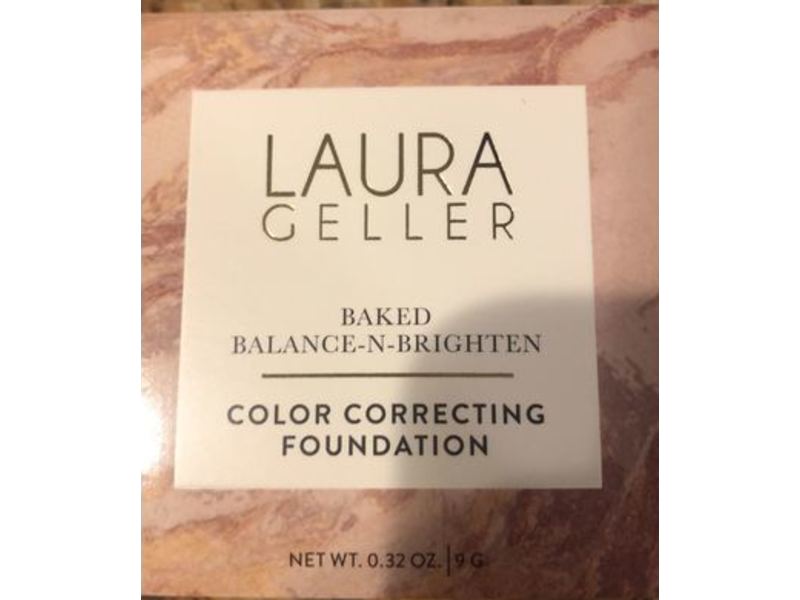 LAURA
GELLER
BAKED
BALANCE-N-BRIGHTEN
COLOR CORRECTING
FOUNDATION
NET WT. 0.32 OZ. | 9 G